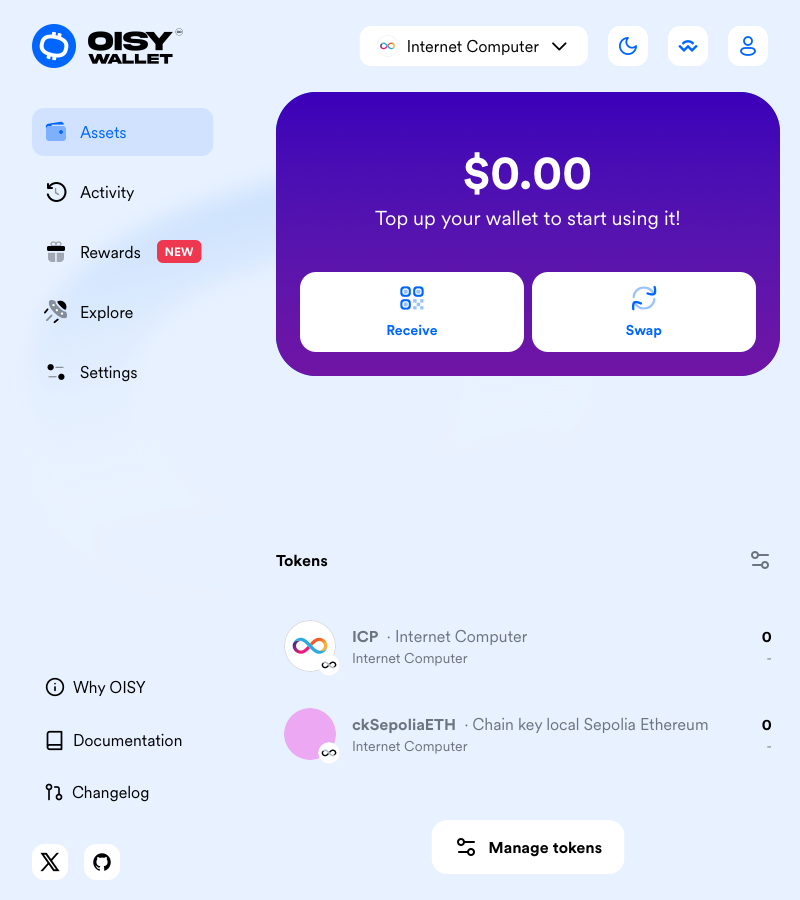 OISY
WALLET
Internet Computer
Assets
Activity
Rewards NEW
Explore
Settings
$0.00
Top up your wallet to start using it!
Receive
Swap
Tokens
ICP · Internet Computer 0
Internet Computer -
ckSepoliaETH · Chain key local Sepolia Ethereum 0
Internet Computer -
Why OISY
Documentation
Changelog
Manage tokens